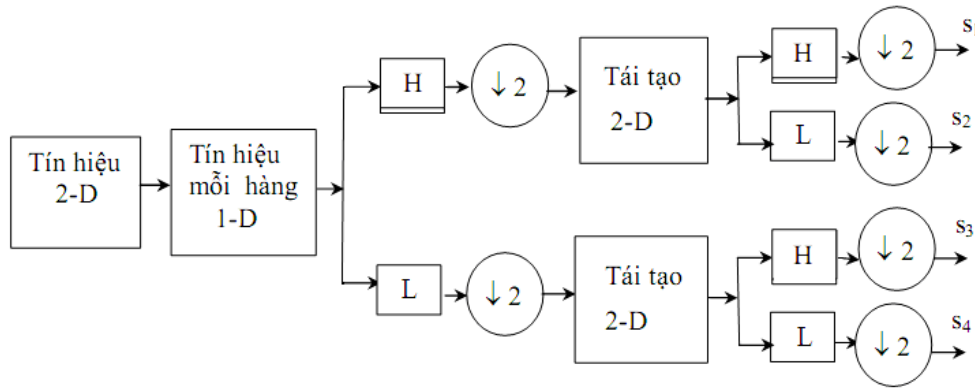 Tín hiệu
2-D
Tín hiệu
mỗi hàng
1-D
H
↓ 2
Tái tạo
2-D
H
↓ 2
s
L
↓ 2
s₂
L
↓ 2
Tái tạo
2-D
H
↓ 2
s₃
L
↓ 2
s₄